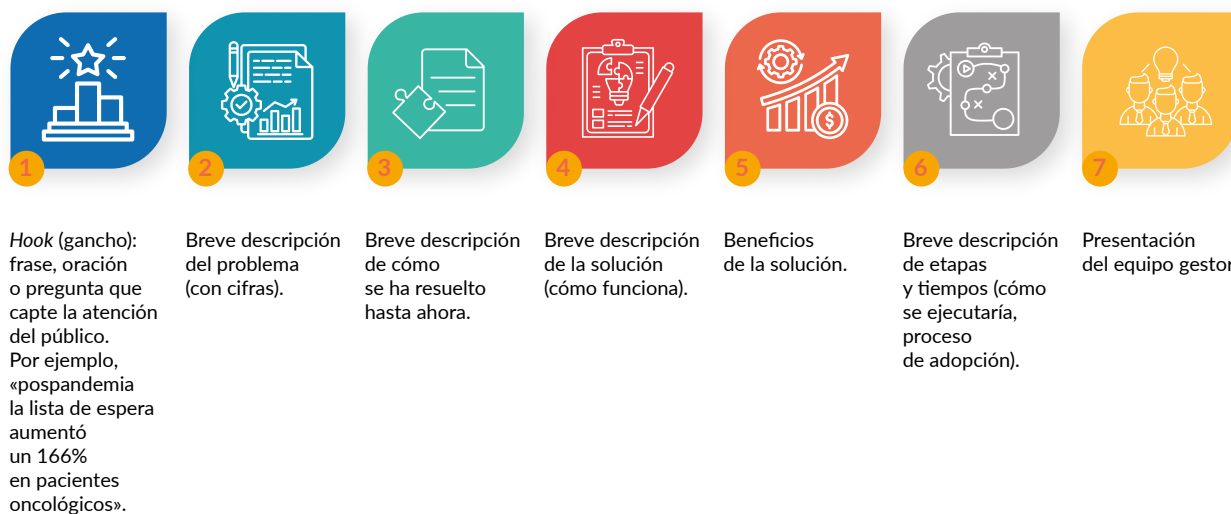 1
2
3
4
5
6
7
Hook (gancho):
frase, oración
o pregunta que
capte la atención
del público.
Por ejemplo,
«pospandemia
la lista de espera
aumentó
un 166%
en pacientes
oncológicos».
Breve descripción
del problema
(con cifras).
Breve descripción
de cómo
se ha resuelto
hasta ahora.
Breve descripción
de la solución
(cómo funciona).
Beneficios
de la solución.
Breve descripción
de etapas
y tiempos (cómo
se ejecutaría,
proceso
de adopción).
Presentación
del equipo gestor